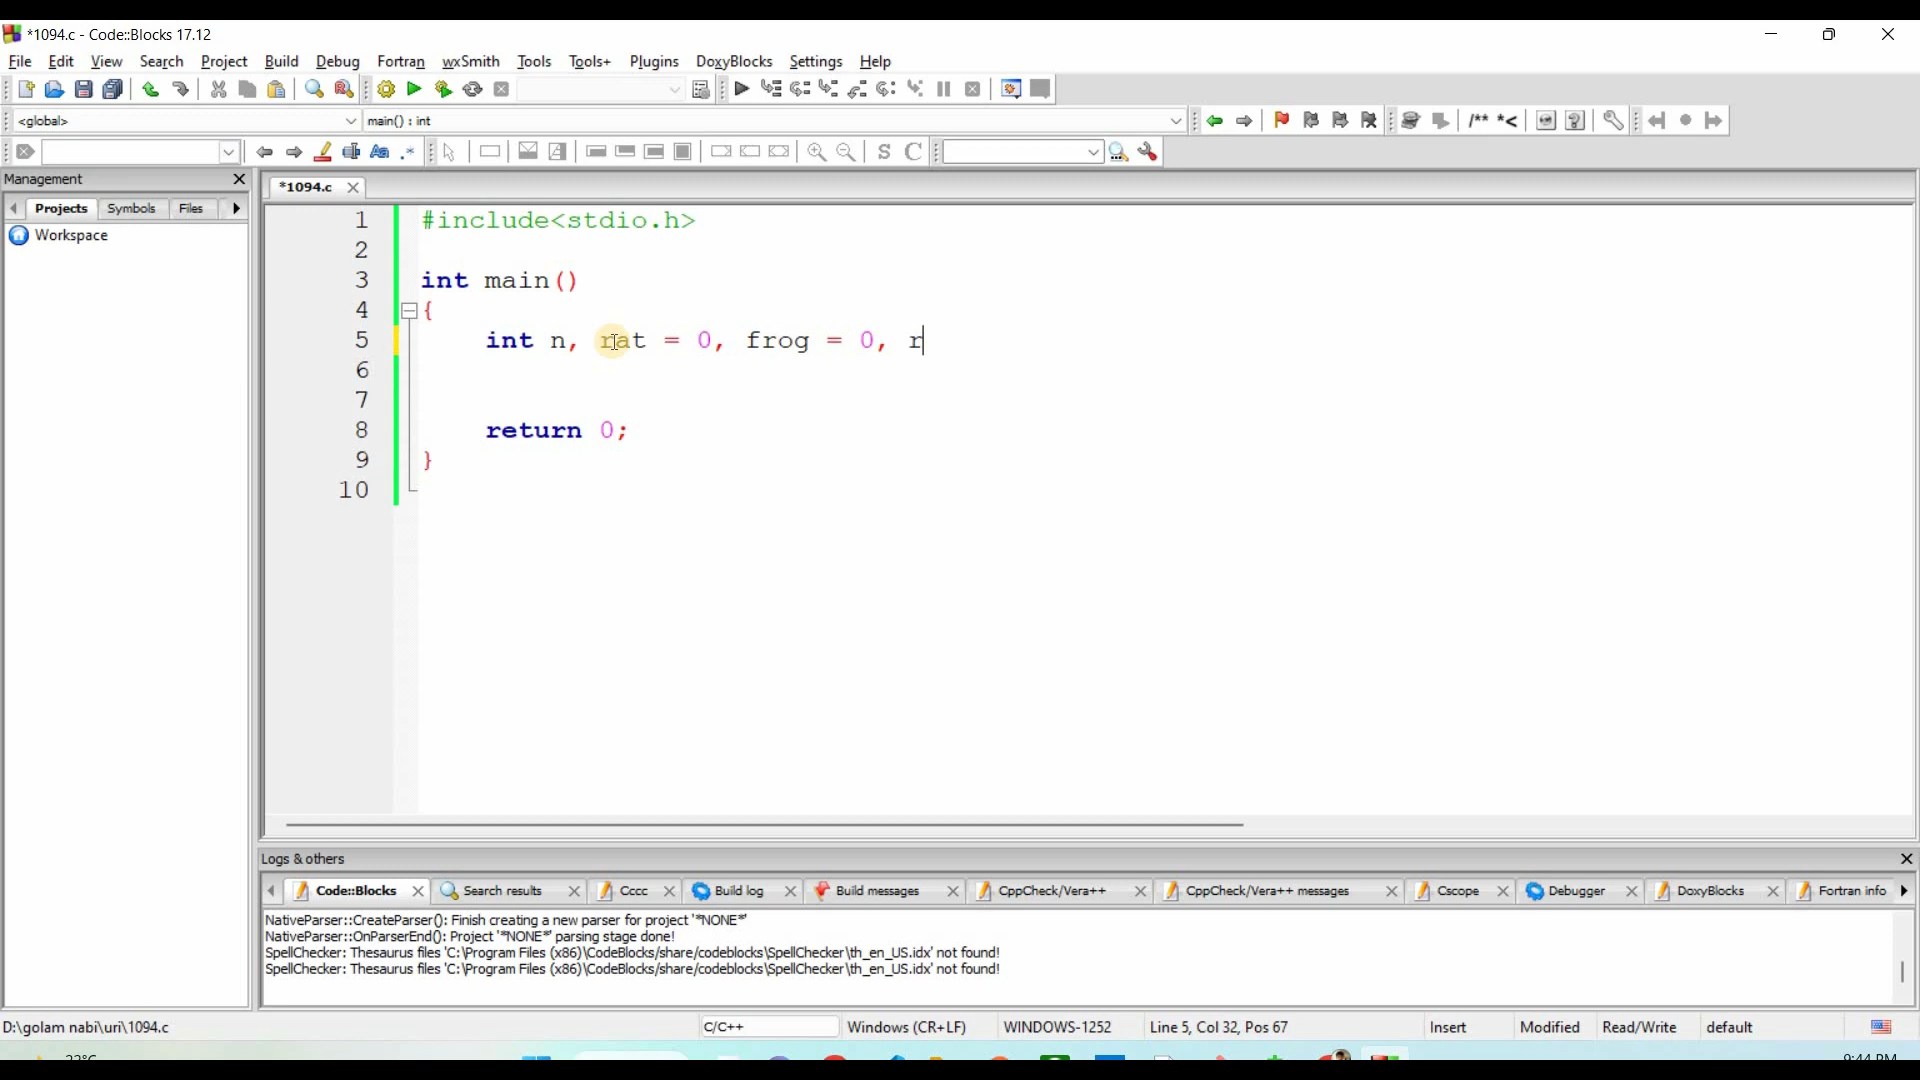 *1094.c - Code::Blocks 17.12
File Edit View Search Project Build Debug Fortran wxSmith Tools Tools+ Plugins DoxyBlocks Settings Help
<global> main() : int
/** *<
Aa .* S C
Management
*1094.c
Projects Symbols Files
Workspace
1 #include<stdio.h>
2
3 int main()
4 {
5 int n, rat = 0, frog = 0, r
6
7
8 return 0;
9 }
10
Logs & others
Code::Blocks Search results Cccc Build log Build messages CppCheck/Vera++ CppCheck/Vera++ messages Cscope Debugger DoxyBlocks Fortran info
NativeParser::CreateParser(): Finish creating a new parser for project '*NONE*'
NativeParser::OnParserEnd(): Project '*NONE*' parsing stage done!
SpellChecker: Thesaurus files 'C:\Program Files (x86)\CodeBlocks/share/codeblocks\SpellChecker\th_en_US.idx' not found!
SpellChecker: Thesaurus files 'C:\Program Files (x86)\CodeBlocks/share/codeblocks\SpellChecker\th_en_US.idx' not found!
D:\golam nabi\uri\1094.c C/C++ Windows (CR+LF) WINDOWS-1252 Line 5, Col 32, Pos 67 Insert Modified Read/Write default
9:44 PM